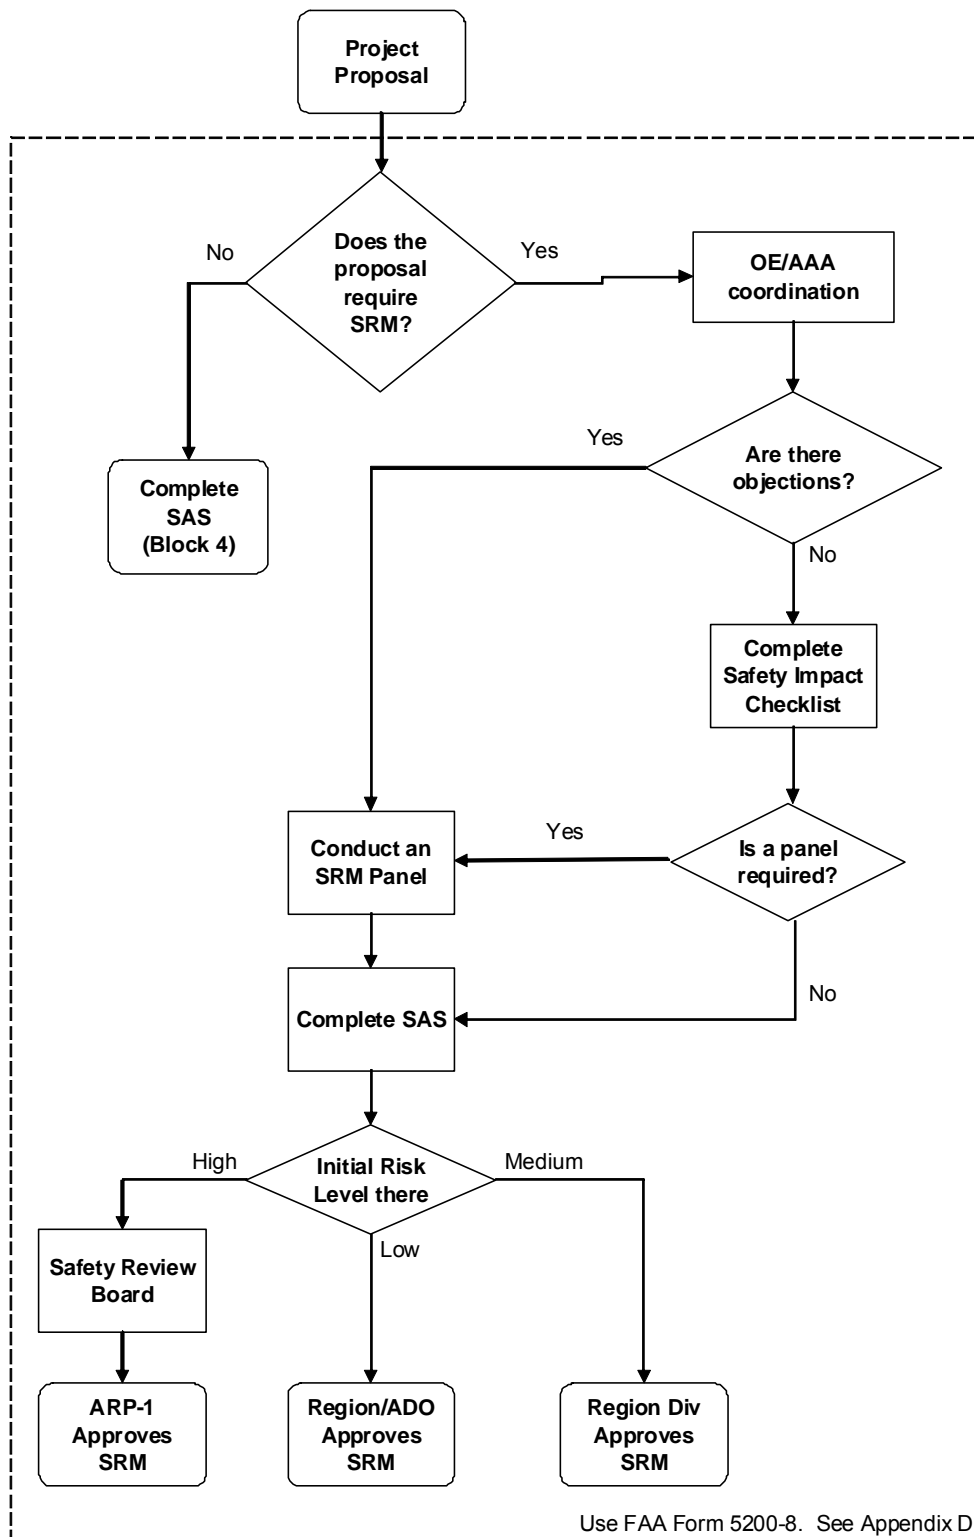 Project
Proposal
Does the
proposal
require
SRM?
No
Yes
OE/AAA
coordination
Complete
SAS
(Block 4)
Yes
Are there
objections?
No
Complete
Safety Impact
Checklist
Conduct an
SRM Panel
Yes
Is a panel
required?
No
Complete SAS
High
Initial Risk
Level there
Medium
Low
Safety Review
Board
ARP-1
Approves
SRM
Region/ADO
Approves
SRM
Region Div
Approves
SRM
Use FAA Form 5200-8. See Appendix D